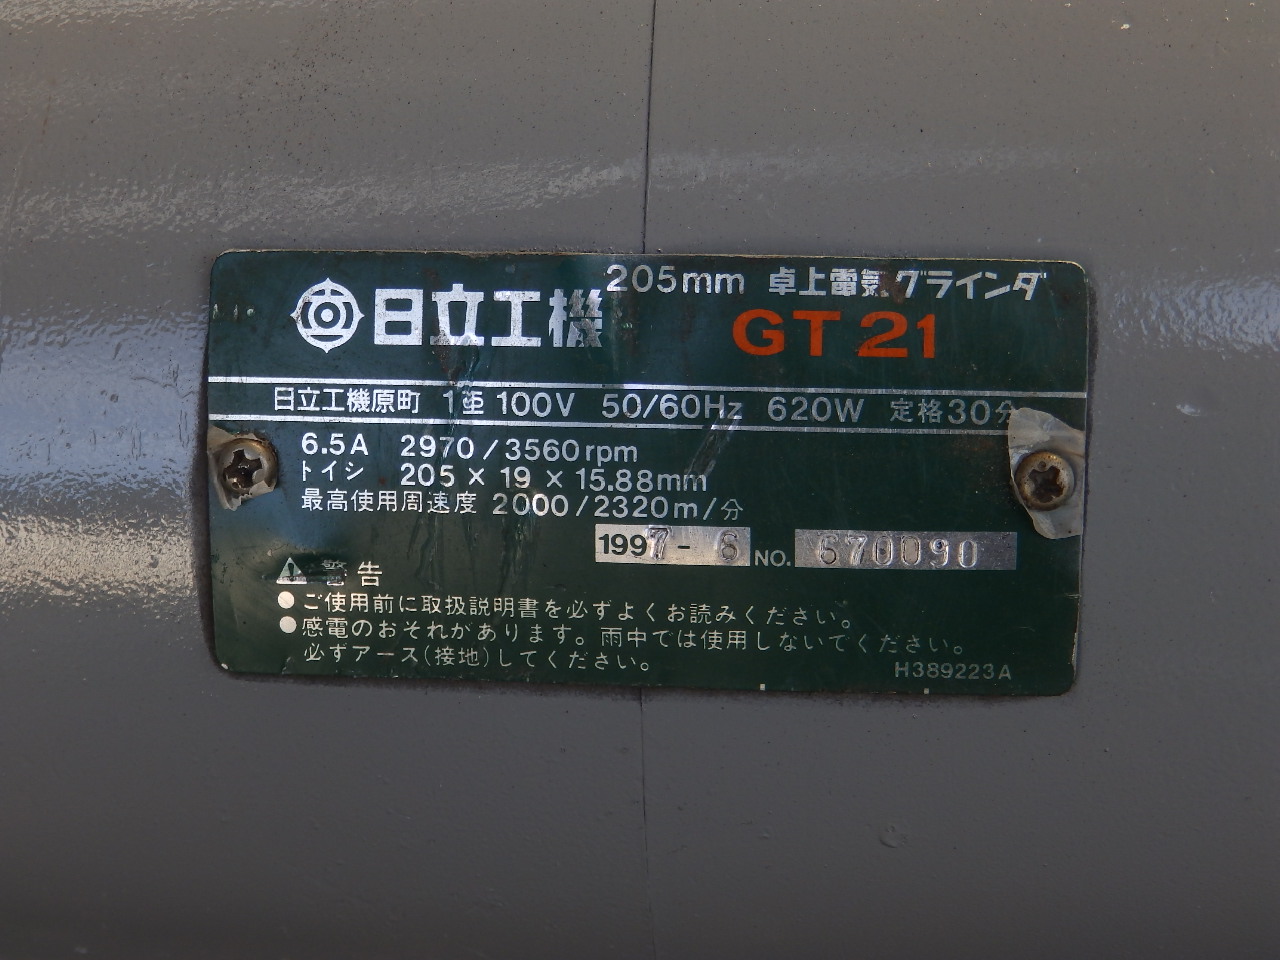 日立工機
205mm 卓上電気グラインダ
GT21
日立工機原町 1 100V 50/60Hz 620W 定格30分
6.5A 2970/3560rpm
トイシ 205×19×15.88mm
最高使用周速度 2000/2320m/分
1997-6 NO. 670090
警告
●ご使用前に取扱説明書を必ずよくお読みください。
●感電のおそれがあります。雨中では使用しないでください。
必ずアース(接地)してください。
H389223A